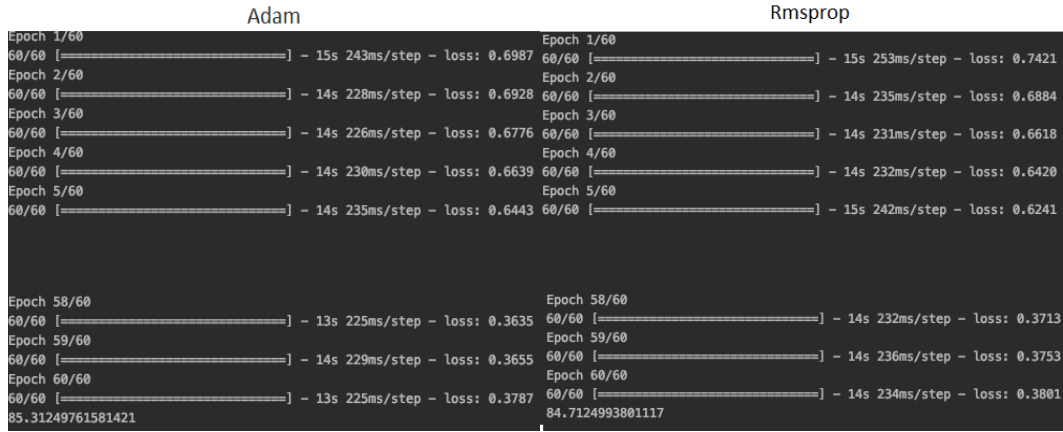 Adam
Epoch 1/60
60/60 [==============================] - 15s 243ms/step - loss: 0.6987
Epoch 2/60
60/60 [==============================] - 14s 228ms/step - loss: 0.6928
Epoch 3/60
60/60 [==============================] - 14s 226ms/step - loss: 0.6776
Epoch 4/60
60/60 [==============================] - 14s 230ms/step - loss: 0.6639
Epoch 5/60
60/60 [==============================] - 14s 235ms/step - loss: 0.6443
Epoch 58/60
60/60 [==============================] - 13s 225ms/step - loss: 0.3635
Epoch 59/60
60/60 [==============================] - 14s 229ms/step - loss: 0.3655
Epoch 60/60
60/60 [==============================] - 13s 225ms/step - loss: 0.3787
85.31249761581421
Rmsprop
Epoch 1/60
60/60 [==============================] - 15s 253ms/step - loss: 0.7421
Epoch 2/60
60/60 [==============================] - 14s 235ms/step - loss: 0.6884
Epoch 3/60
60/60 [==============================] - 14s 231ms/step - loss: 0.6618
Epoch 4/60
60/60 [==============================] - 14s 232ms/step - loss: 0.6420
Epoch 5/60
60/60 [==============================] - 15s 242ms/step - loss: 0.6241
Epoch 58/60
60/60 [==============================] - 14s 232ms/step - loss: 0.3713
Epoch 59/60
60/60 [==============================] - 14s 236ms/step - loss: 0.3753
Epoch 60/60
60/60 [==============================] - 14s 234ms/step - loss: 0.3801
84.7124993801117